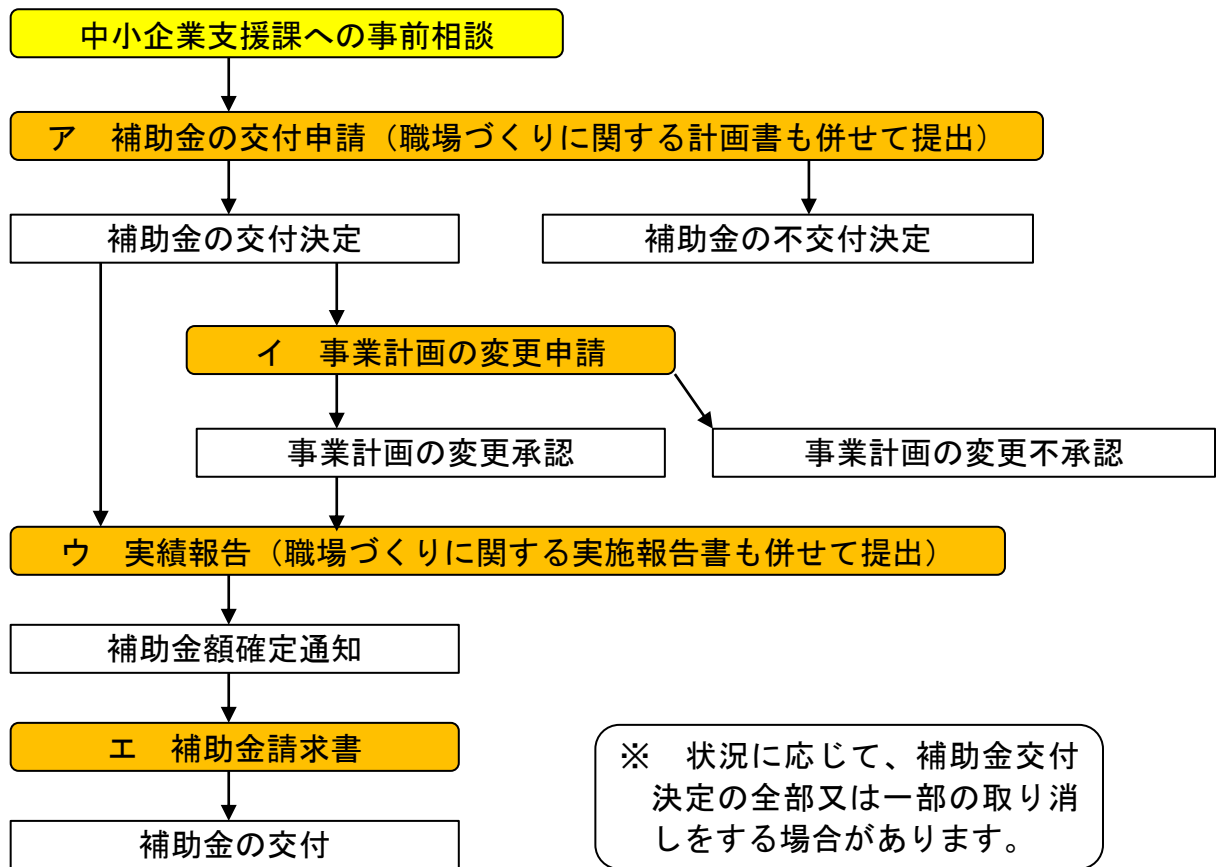 中小企業支援課への事前相談
ア　補助金の交付申請（職場づくりに関する計画書も併せて提出）
補助金の交付決定
補助金の不交付決定
イ　事業計画の変更申請
事業計画の変更承認
事業計画の変更不承認
ウ　実績報告（職場づくりに関する実施報告書も併せて提出）
補助金額確定通知
エ　補助金請求書
※　状況に応じて、補助金交付
決定の全部又は一部の取り消
しをする場合があります。
補助金の交付